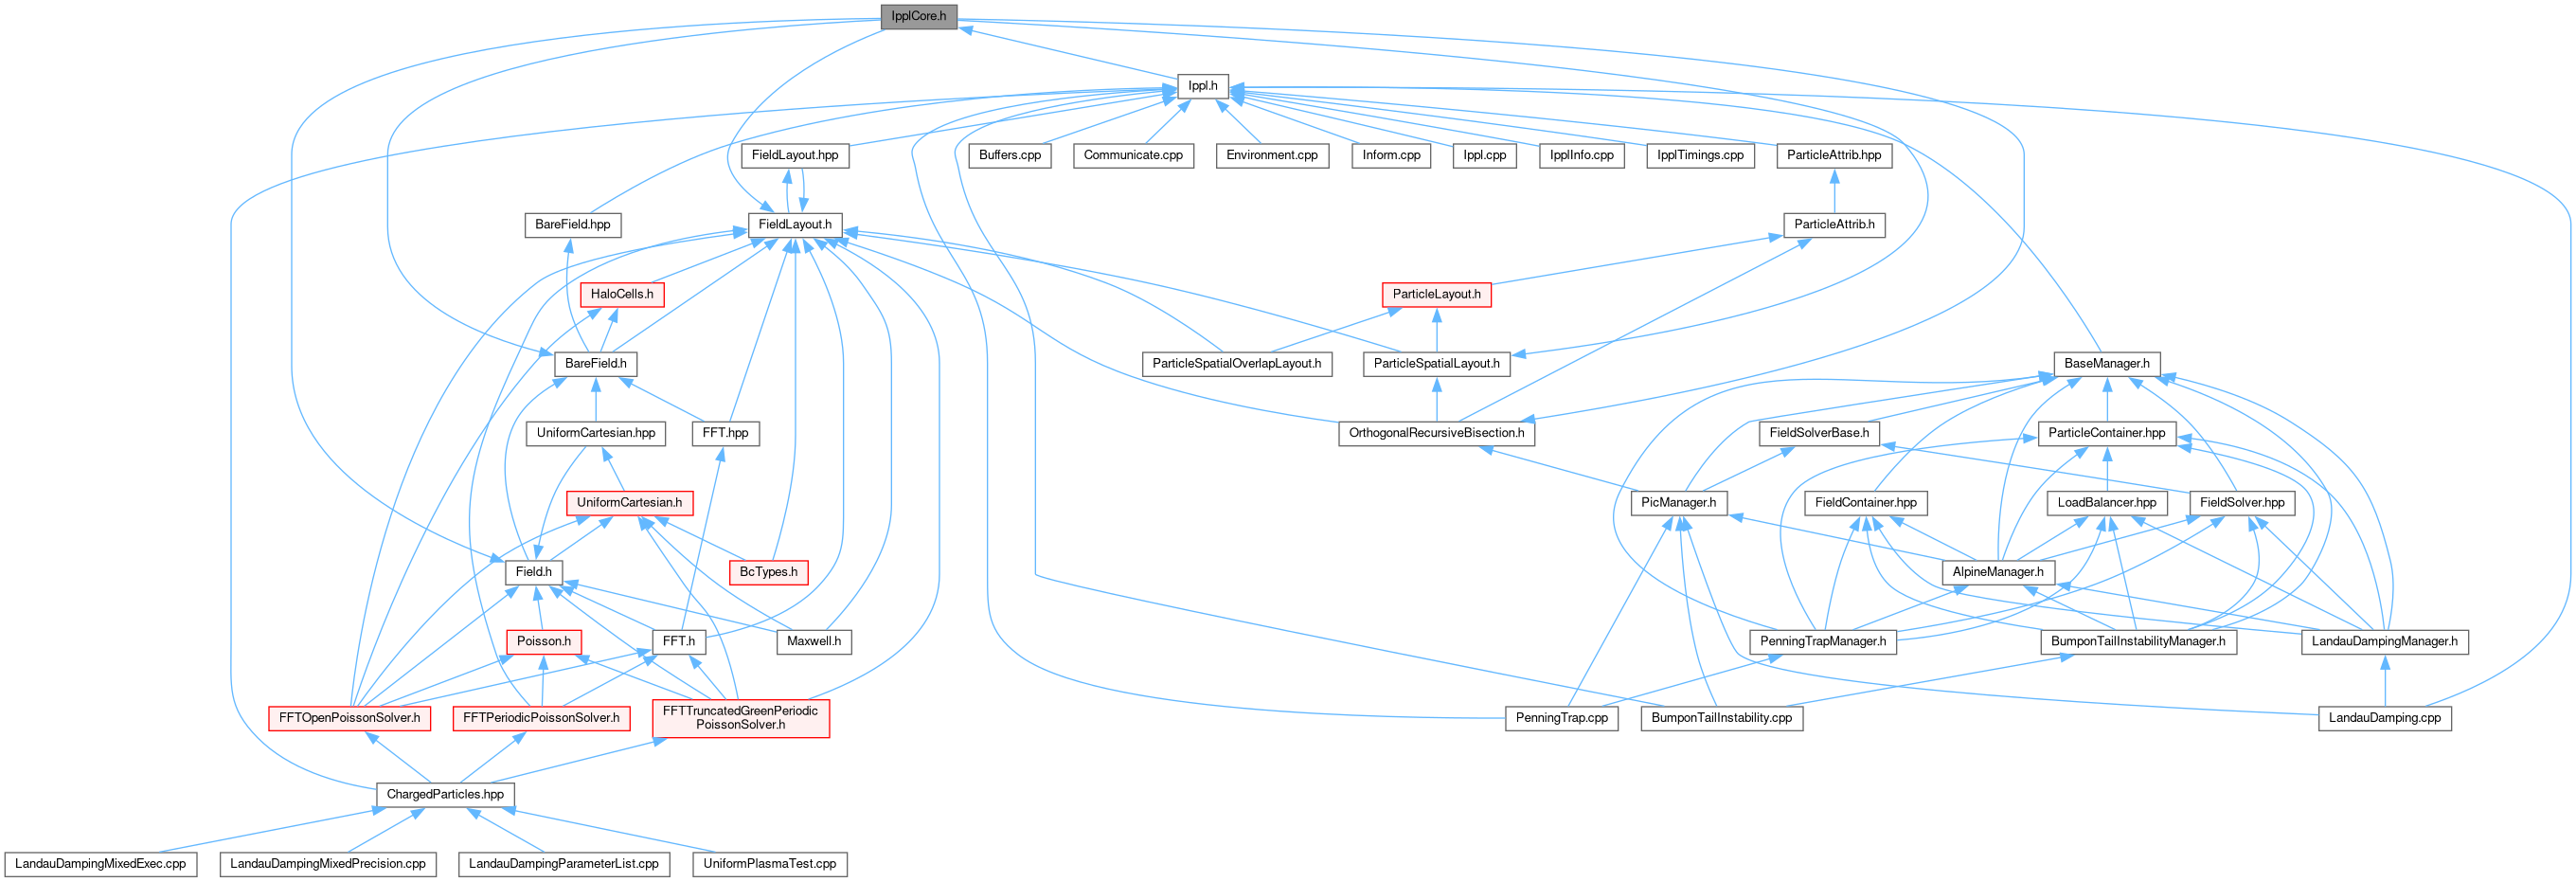 IpplCore.h
Ippl.h
FieldLayout.hpp
Buffers.cpp
Communicate.cpp
Environment.cpp
Inform.cpp
Ippl.cpp
IpplInfo.cpp
IpplTimings.cpp
ParticleAttrib.hpp
BareField.hpp
FieldLayout.h
ParticleAttrib.h
HaloCells.h
ParticleLayout.h
BareField.h
ParticleSpatialOverlapLayout.h
ParticleSpatialLayout.h
BaseManager.h
UniformCartesian.hpp
FFT.hpp
OrthogonalRecursiveBisection.h
FieldSolverBase.h
ParticleContainer.hpp
UniformCartesian.h
PicManager.h
FieldContainer.hpp
LoadBalancer.hpp
FieldSolver.hpp
Field.h
BcTypes.h
AlpineManager.h
Poisson.h
FFT.h
Maxwell.h
PenningTrapManager.h
BumponTailInstabilityManager.h
LandauDampingManager.h
FFTOpenPoissonSolver.h
FFTPeriodicPoissonSolver.h
FFTTruncatedGreenPeriodic
PoissonSolver.h
PenningTrap.cpp
BumponTailInstability.cpp
LandauDamping.cpp
ChargedParticles.hpp
LandauDampingMixedExec.cpp
LandauDampingMixedPrecision.cpp
LandauDampingParameterList.cpp
UniformPlasmaTest.cpp